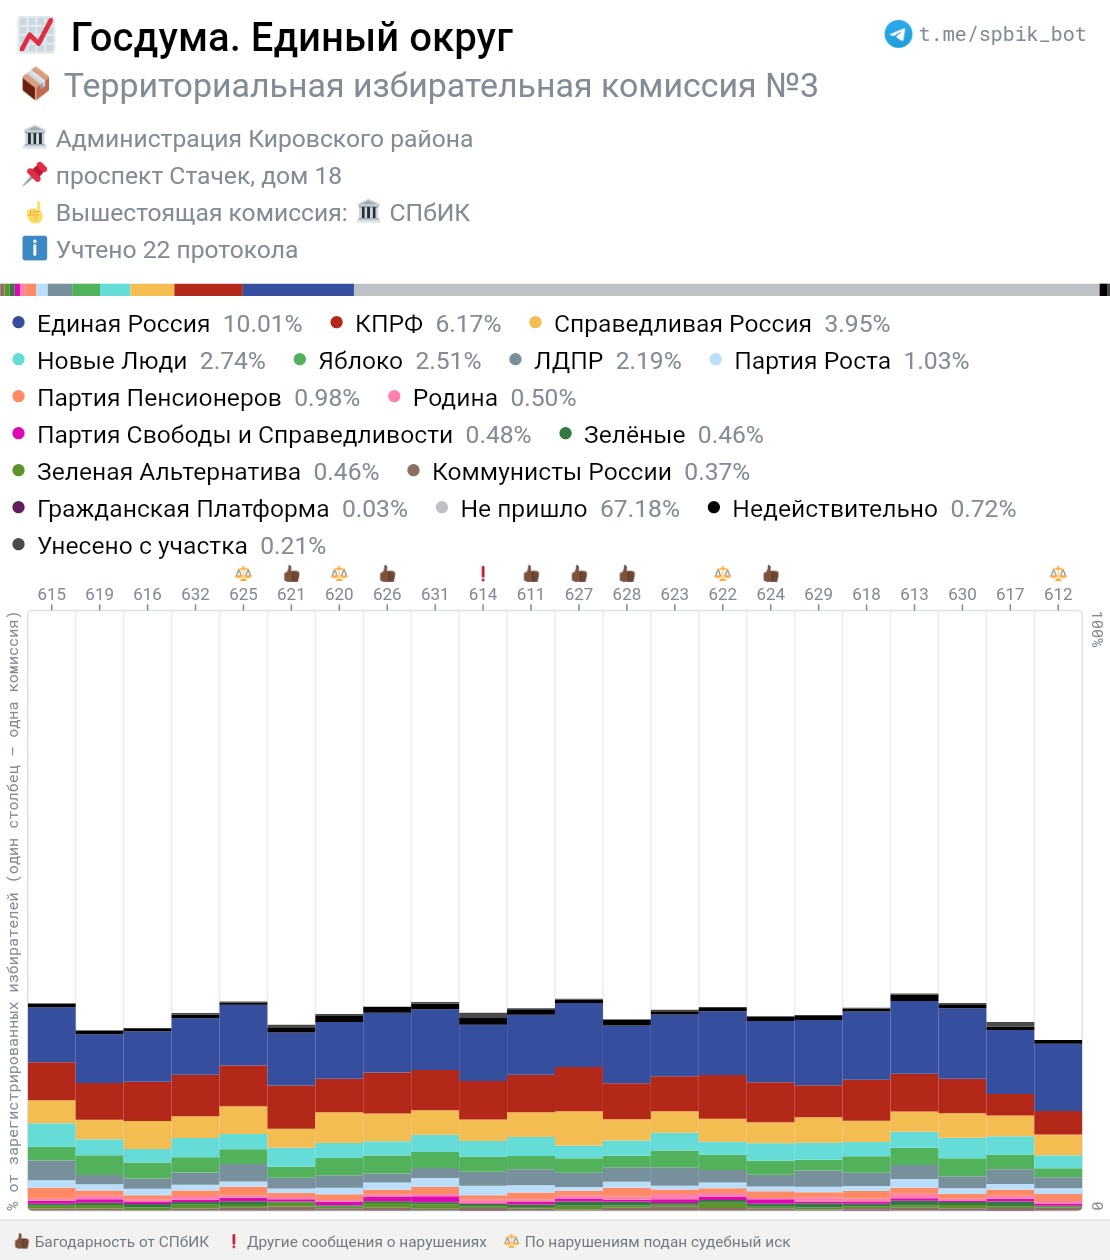 Госдума. Единый округ
t.me/spbik_bot
Территориальная избирательная комиссия №3
Администрация Кировского района
проспект Стачек, дом 18
Вышестоящая комиссия: СПбИК
Учтено 22 протокола
Единая Россия 10.01% КПРФ 6.17% Справедливая Россия 3.95%
Новые Люди 2.74% Яблоко 2.51% ЛДПР 2.19% Партия Роста 1.03%
Партия Пенсионеров 0.98% Родина 0.50%
Партия Свободы и Справедливости 0.48% Зелёные 0.46%
Зеленая Альтернатива 0.46% Коммунисты России 0.37%
Гражданская Платформа 0.03% Не пришло 67.18% Недействительно 0.72%
Унесено с участка 0.21%
615 619 616 632 625 621 620 626 631 614 611 627 628 623 622 624 629 618 613 630 617 612
% от зарегистрированных избирателей (один столбец – одна комиссия)
100%
0
Багодарность от СПбИК Другие сообщения о нарушениях По нарушениям подан судебный иск